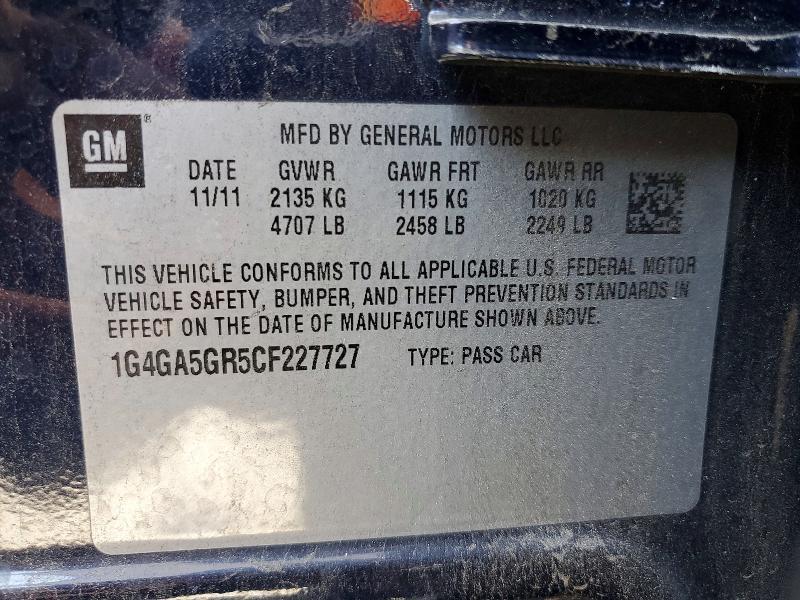 GM®
MFD BY GENERAL MOTORS LLC
DATE GVWR GAWR FRT GAWR RR
11/11 2135 KG 1115 KG 1020 KG
4707 LB 2458 LB 2249 LB
THIS VEHICLE CONFORMS TO ALL APPLICABLE U.S. FEDERAL MOTOR
VEHICLE SAFETY, BUMPER, AND THEFT PREVENTION STANDARDS IN
EFFECT ON THE DATE OF MANUFACTURE SHOWN ABOVE.
1G4GA5GR5CF227727 TYPE: PASS CAR